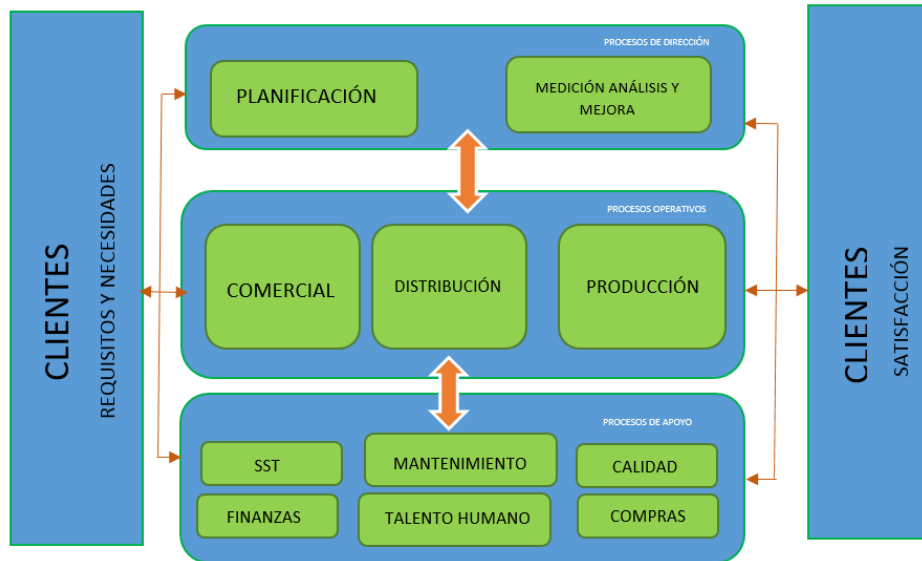 CLIENTES
REQUISITOS Y NECESIDADES
PROCESOS DE DIRECCIÓN
PLANIFICACIÓN
MEDICIÓN ANÁLISIS Y
MEJORA
PROCESOS OPERATIVOS
COMERCIAL
DISTRIBUCIÓN
PRODUCCIÓN
PROCESOS DE APOYO
SST
MANTENIMIENTO
CALIDAD
FINANZAS
TALENTO HUMANO
COMPRAS
CLIENTES
SATISFACCIÓN